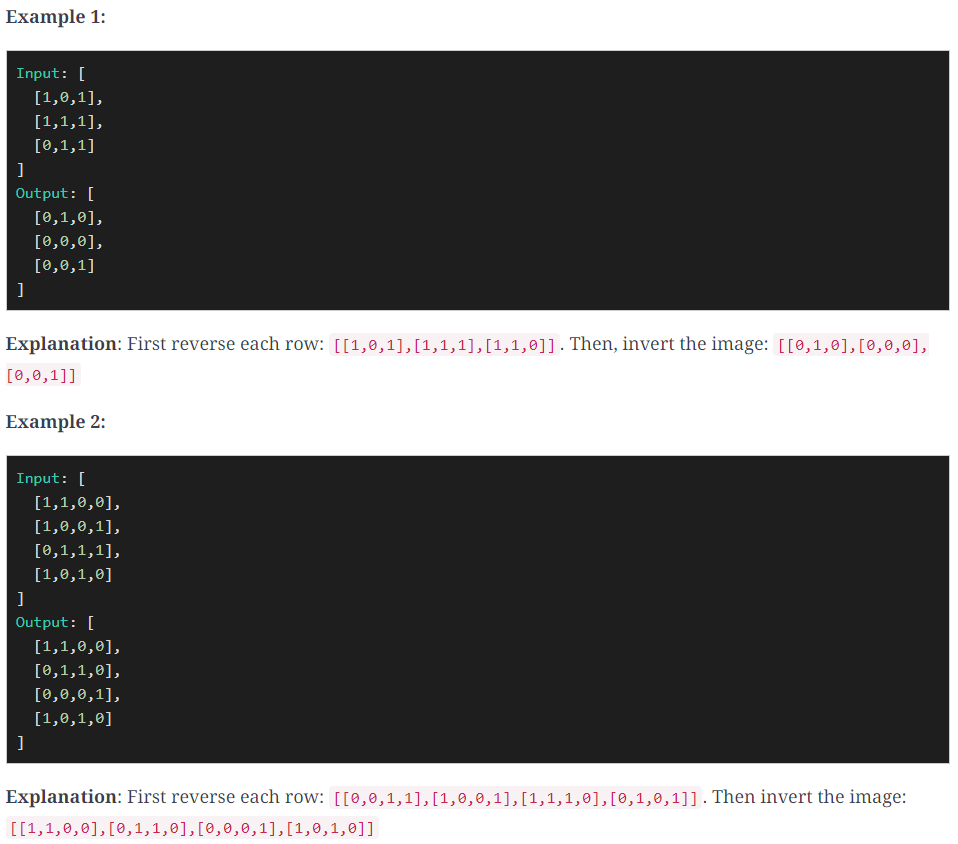 Example 1:
Input: [
[1,0,1],
[1,1,1],
[0,1,1]
]
Output: [
[0,1,0],
[0,0,0],
[0,0,1]
]
Explanation: First reverse each row: [[1,0,1],[1,1,1],[1,1,0]]. Then, invert the image: [[0,1,0],[0,0,0],
[0,0,1]]
Example 2:
Input: [
[1,1,0,0],
[1,0,0,1],
[0,1,1,1],
[1,0,1,0]
]
Output: [
[1,1,0,0],
[0,1,1,0],
[0,0,0,1],
[1,0,1,0]
]
Explanation: First reverse each row: [[0,0,1,1],[1,0,0,1],[1,1,1,0],[0,1,0,1]]. Then invert the image:
[[1,1,0,0],[0,1,1,0],[0,0,0,1],[1,0,1,0]]